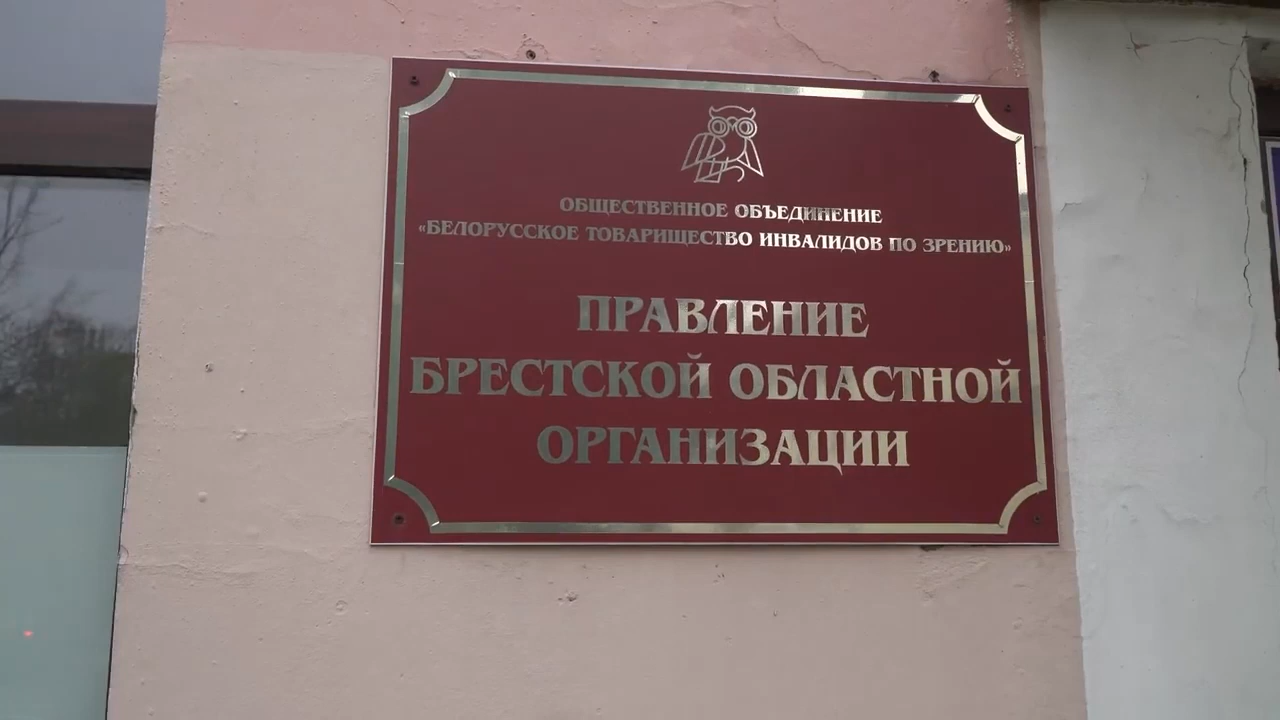 ОБЩЕСТВЕННОЕ ОБЪЕДИНЕНИЕ
«БЕЛОРУССКОЕ ТОВАРИЩЕСТВО ИНВАЛИДОВ ПО ЗРЕНИЮ»
ПРАВЛЕНИЕ
БРЕСТСКОЙ ОБЛАСТНОЙ
ОРГАНИЗАЦИИ